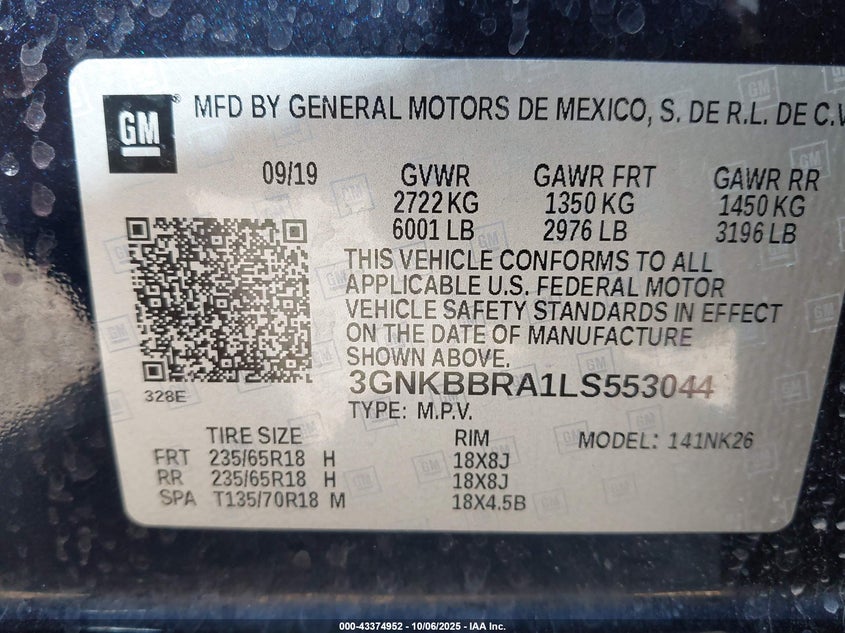 GM ® MFD BY GENERAL MOTORS DE MEXICO, S. DE R.L. DE C.V
09/19 GVWR GAWR FRT GAWR RR
2722 KG 1350 KG 1450 KG
6001 LB 2976 LB 3196 LB
THIS VEHICLE CONFORMS TO ALL
APPLICABLE U.S. FEDERAL MOTOR
VEHICLE SAFETY STANDARDS IN EFFECT
ON THE DATE OF MANUFACTURE
SHOWN ABOVE.
3GNKBBRA1LS553044
328E
TYPE: M.P.V.
TIRE SIZE RIM MODEL: 141NK26
FRT 235/65R18 H 18X8J
RR 235/65R18 H 18X8J
SPA T135/70R18 M 18X4.5B
000-43374952 - 10/06/2025 - IAA Inc.